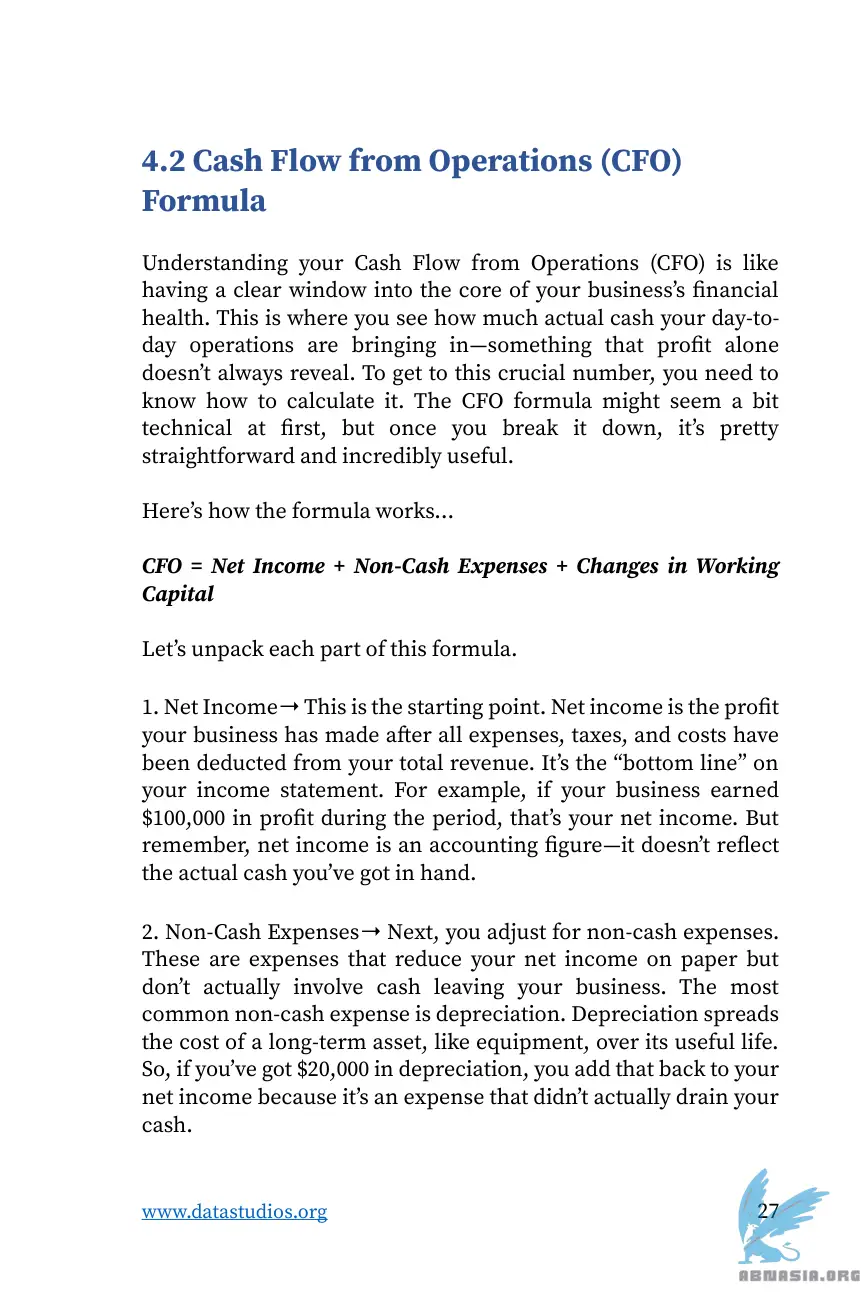 4.2 Cash Flow from Operations (CFO)
Formula
Understanding your Cash Flow from Operations (CFO) is like
having a clear window into the core of your business’s financial
health. This is where you see how much actual cash your day-to-
day operations are bringing in—something that profit alone
doesn’t always reveal. To get to this crucial number, you need to
know how to calculate it. The CFO formula might seem a bit
technical at first, but once you break it down, it’s pretty
straightforward and incredibly useful.
Here’s how the formula works…
CFO = Net Income + Non-Cash Expenses + Changes in Working
Capital
Let’s unpack each part of this formula.
1. Net Income➝ This is the starting point. Net income is the profit
your business has made after all expenses, taxes, and costs have
been deducted from your total revenue. It’s the “bottom line” on
your income statement. For example, if your business earned
$100,000 in profit during the period, that’s your net income. But
remember, net income is an accounting figure—it doesn’t reflect
the actual cash you’ve got in hand.
2. Non-Cash Expenses➝ Next, you adjust for non-cash expenses.
These are expenses that reduce your net income on paper but
don’t actually involve cash leaving your business. The most
common non-cash expense is depreciation. Depreciation spreads
the cost of a long-term asset, like equipment, over its useful life.
So, if you’ve got $20,000 in depreciation, you add that back to your
net income because it’s an expense that didn’t actually drain your
cash.
www.datastudios.org 27
ABNASIA.ORG